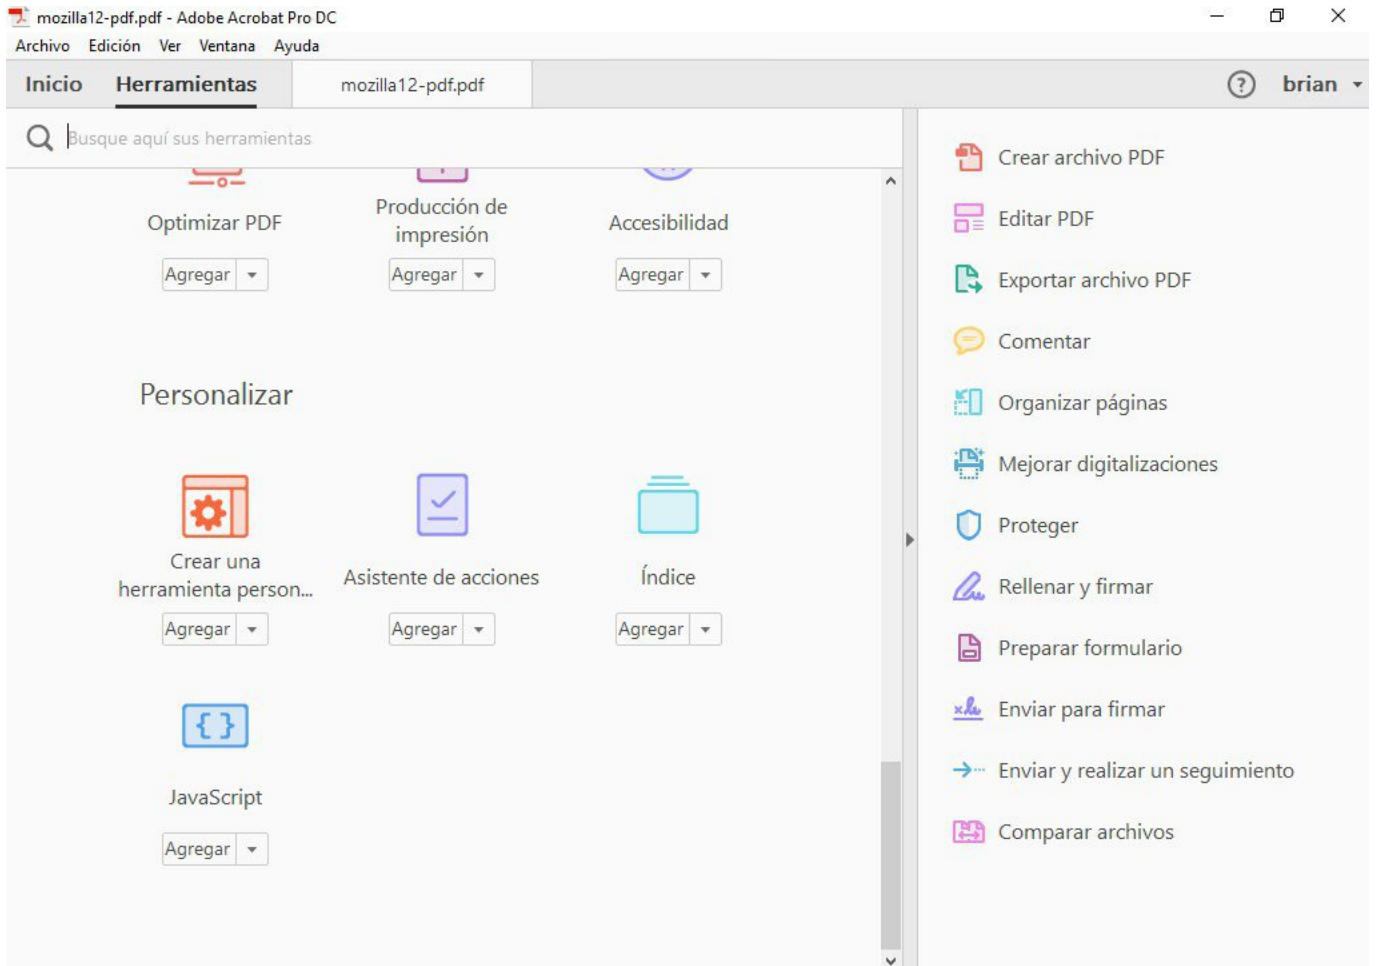 mozilla12-pdf.pdf - Adobe Acrobat Pro DC
Archivo Edición Ver Ventana Ayuda
Inicio Herramientas mozilla12-pdf.pdf brian
Busque aquí sus herramientas
Optimizar PDF
Producción de
impresión
Accesibilidad
Agregar Agregar Agregar
Personalizar
Crear una
herramienta person...
Asistente de acciones
Índice
Agregar Agregar Agregar
JavaScript
Agregar
Crear archivo PDF
Editar PDF
Exportar archivo PDF
Comentar
Organizar páginas
Mejorar digitalizaciones
Proteger
Rellenar y firmar
Preparar formulario
Enviar para firmar
Enviar y realizar un seguimiento
Comparar archivos